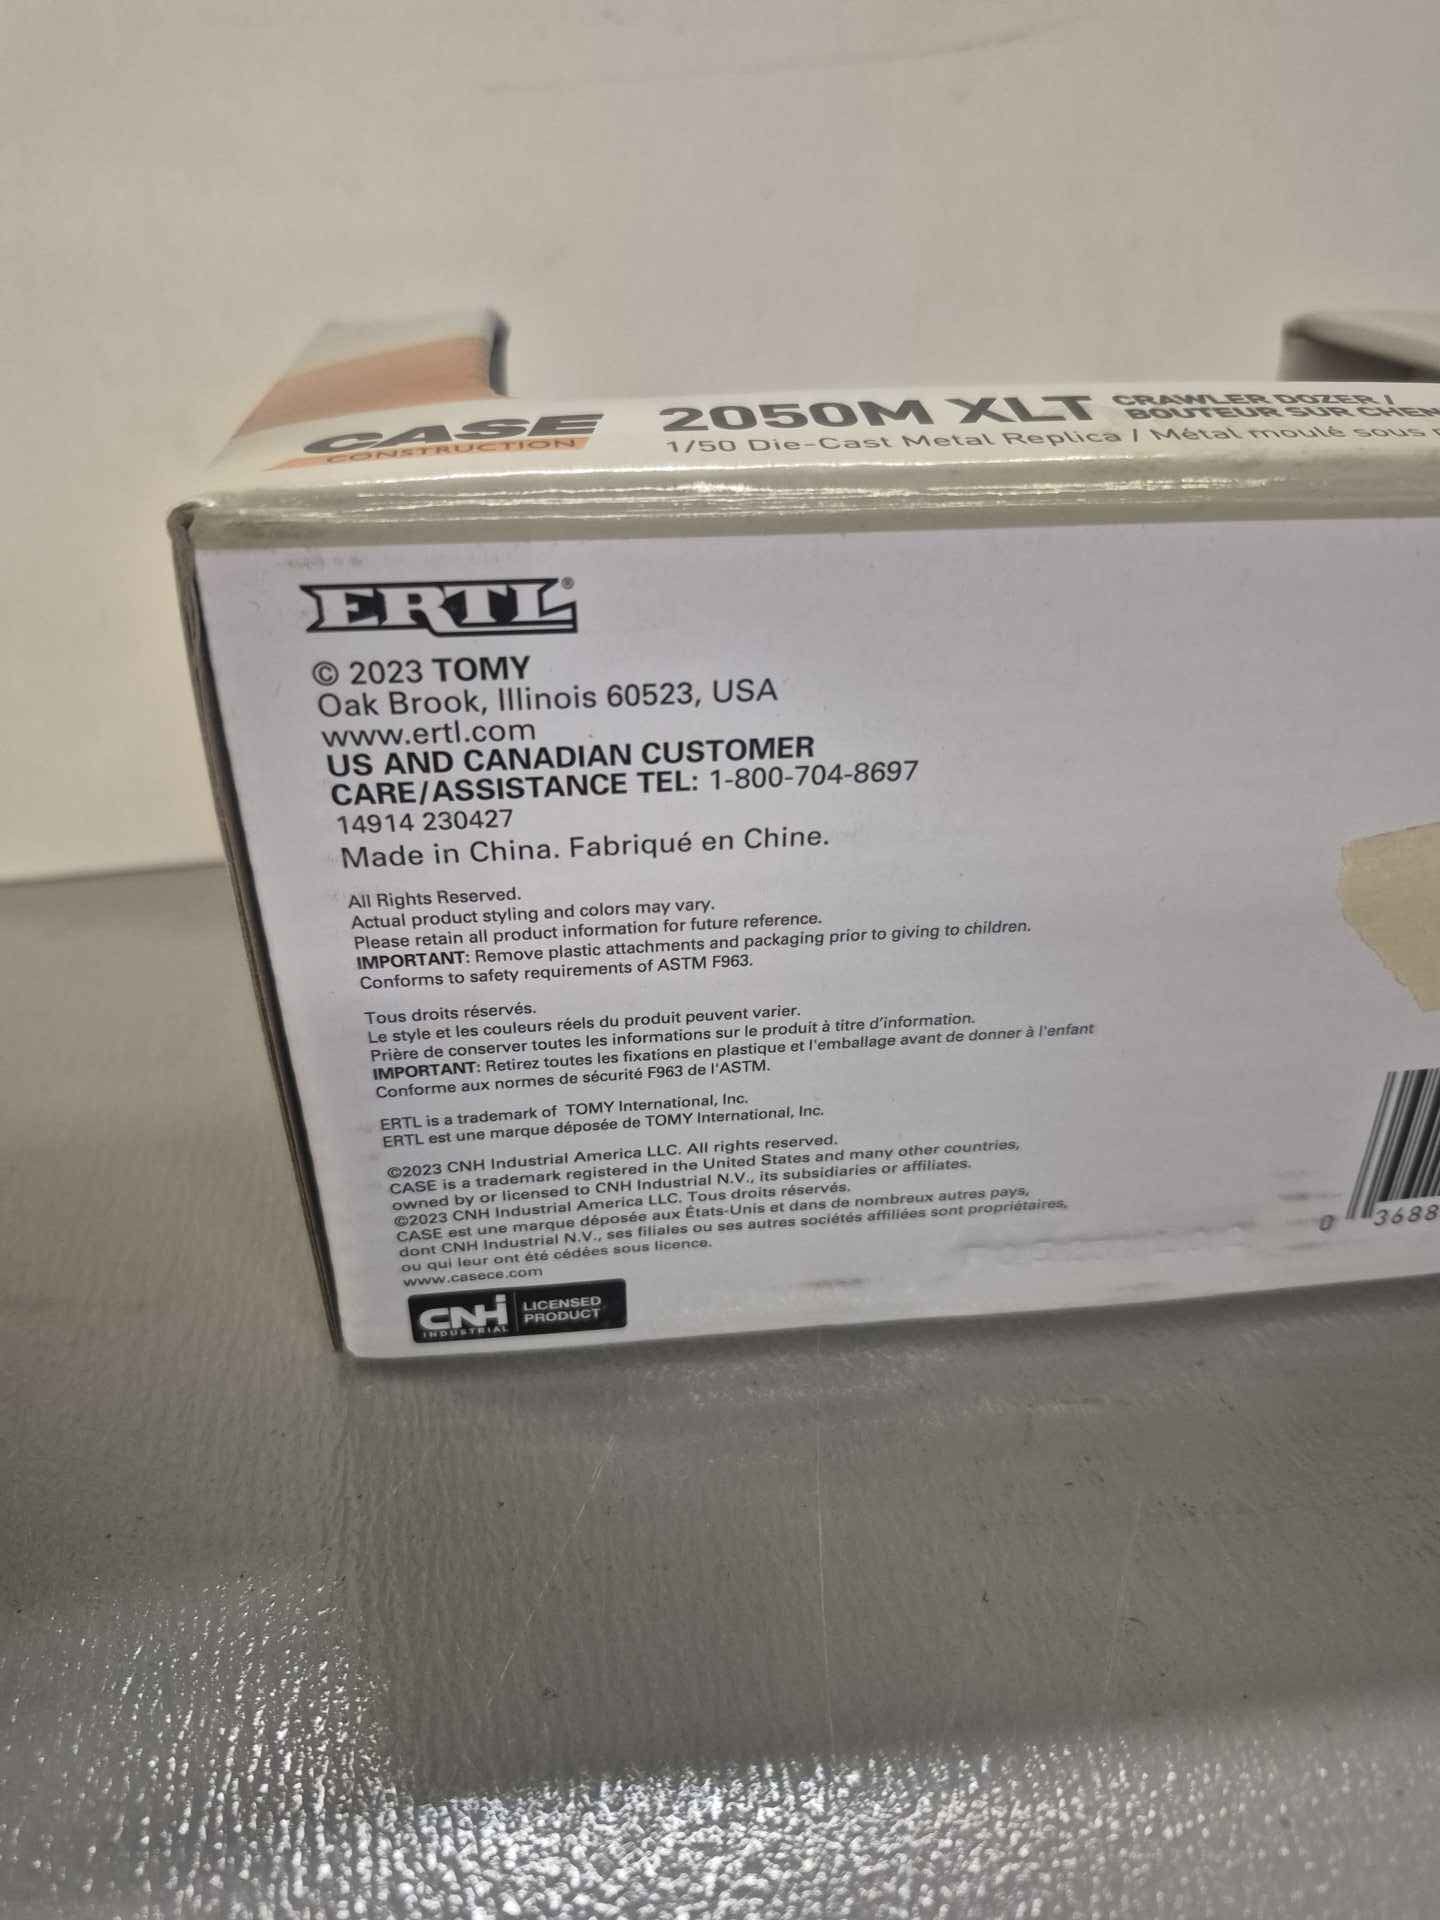 CASE
CONSTRUCTION
2050M XLT
CRAWLER DOZER /
BOUTEUR SUR CHEN
1/50 Die-Cast Metal Replica / Métal moulé sous
ERTL®
© 2023 TOMY
Oak Brook, Illinois 60523, USA
www.ertl.com
US AND CANADIAN CUSTOMER
CARE/ASSISTANCE TEL: 1-800-704-8697
14914 230427
Made in China. Fabriqué en Chine.
All Rights Reserved.
Actual product styling and colors may vary.
Please retain all product information for future reference.
IMPORTANT: Remove plastic attachments and packaging prior to giving to children.
Conforms to safety requirements of ASTM F963.
Tous droits réservés.
Le style et les couleurs réels du produit peuvent varier.
Prière de conserver toutes les informations sur le produit à titre d'information.
IMPORTANT: Retirez toutes les fixations en plastique et l'emballage avant de donner à l'enfant
Conforme aux normes de sécurité F963 de l'ASTM.
ERTL is a trademark of TOMY International, Inc.
ERTL est une marque déposée de TOMY International, Inc.
©2023 CNH Industrial America LLC. All rights reserved.
CASE is a trademark registered in the United States and many other countries,
owned by or licensed to CNH Industrial N.V., its subsidiaries or affiliates.
©2023 CNH Industrial America LLC. Tous droits réservés.
CASE est une marque déposée aux États-Unis et dans de nombreux autres pays,
dont CNH Industrial N.V., ses filiales ou ses autres sociétés affiliées sont propriétaires,
ou qui leur ont été cédées sous licence.
www.casece.com
CNH
INDUSTRIAL
LICENSED
PRODUCT
0 3688